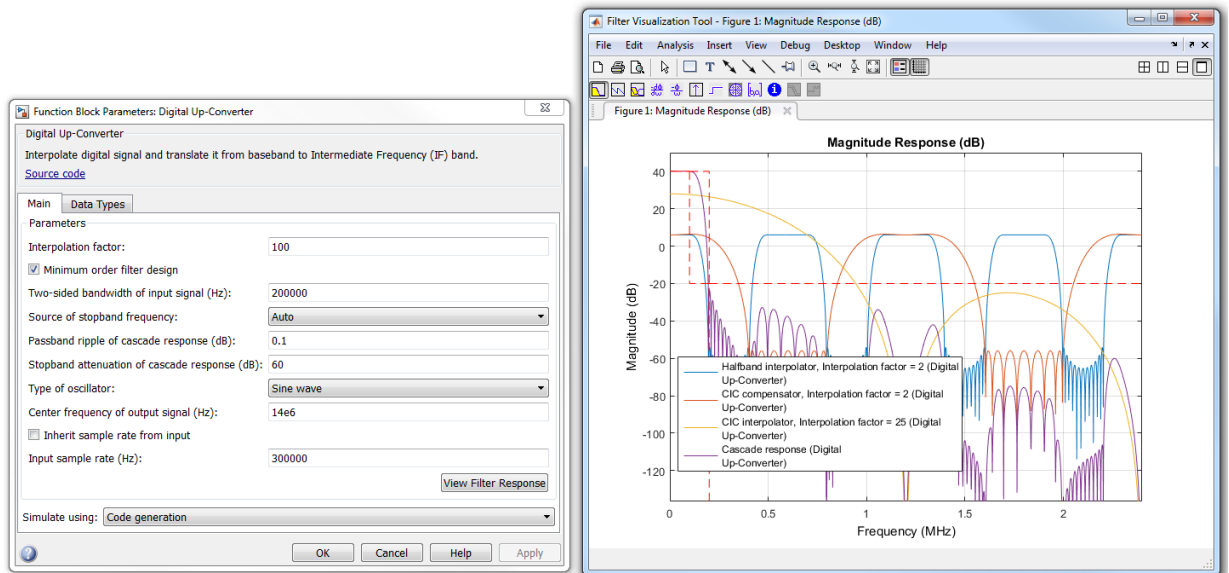 Function Block Parameters: Digital Up-Converter
Digital Up-Converter
Interpolate digital signal and translate it from baseband to Intermediate Frequency (IF) band.
Source code
Main Data Types
Parameters
Interpolation factor: 100
Minimum order filter design
Two-sided bandwidth of input signal (Hz): 200000
Source of stopband frequency: Auto
Passband ripple of cascade response (dB): 0.1
Stopband attenuation of cascade response (dB): 60
Type of oscillator: Sine wave
Center frequency of output signal (Hz): 14e6
Inherit sample rate from input
Input sample rate (Hz): 300000
View Filter Response
Simulate using: Code generation
OK Cancel Help Apply
Filter Visualization Tool - Figure 1: Magnitude Response (dB)
File Edit Analysis Insert View Debug Desktop Window Help
Figure 1: Magnitude Response (dB)
Magnitude Response (dB)
40
20
0
-20
-40
-60
-80
-100
-120
Magnitude (dB)
Halfband interpolator, Interpolation factor = 2 (Digital
Up-Converter)
CIC compensator, Interpolation factor = 2 (Digital
Up-Converter)
CIC interpolator, Interpolation factor = 25 (Digital
Up-Converter)
Cascade response (Digital
Up-Converter)
0 0.5 1 1.5 2
Frequency (MHz)